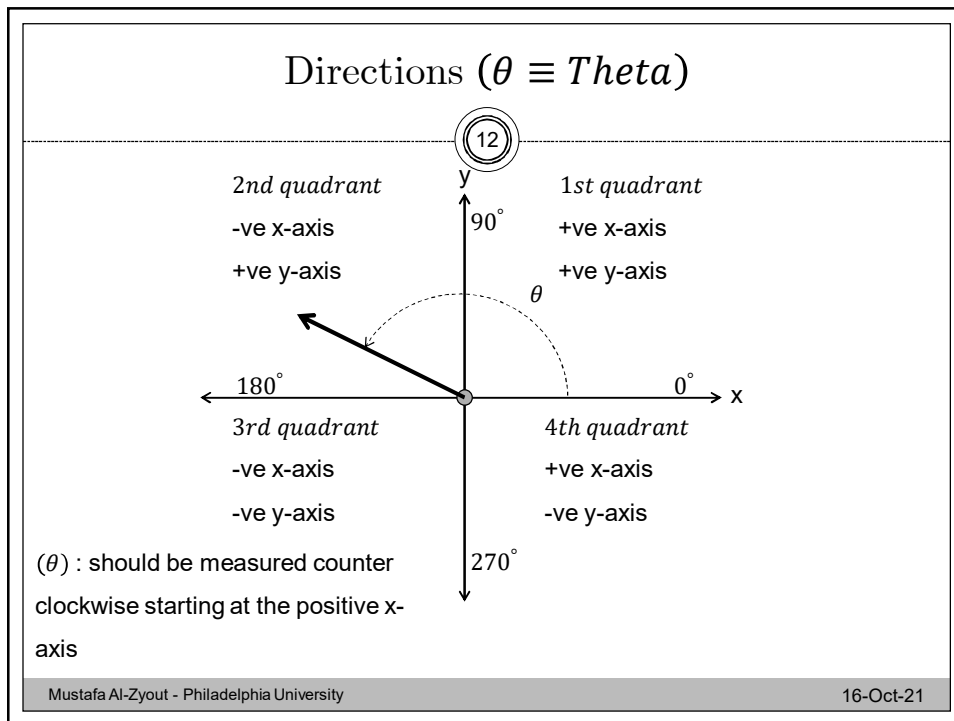 Directions (θ ≡ Theta)
12
y
2nd quadrant
-ve x-axis
+ve y-axis
90°
1st quadrant
+ve x-axis
+ve y-axis
θ
180°
0°
x
3rd quadrant
-ve x-axis
-ve y-axis
4th quadrant
+ve x-axis
-ve y-axis
270°
(θ) : should be measured counter
clockwise starting at the positive x-
axis
Mustafa Al-Zyout - Philadelphia University
16-Oct-21